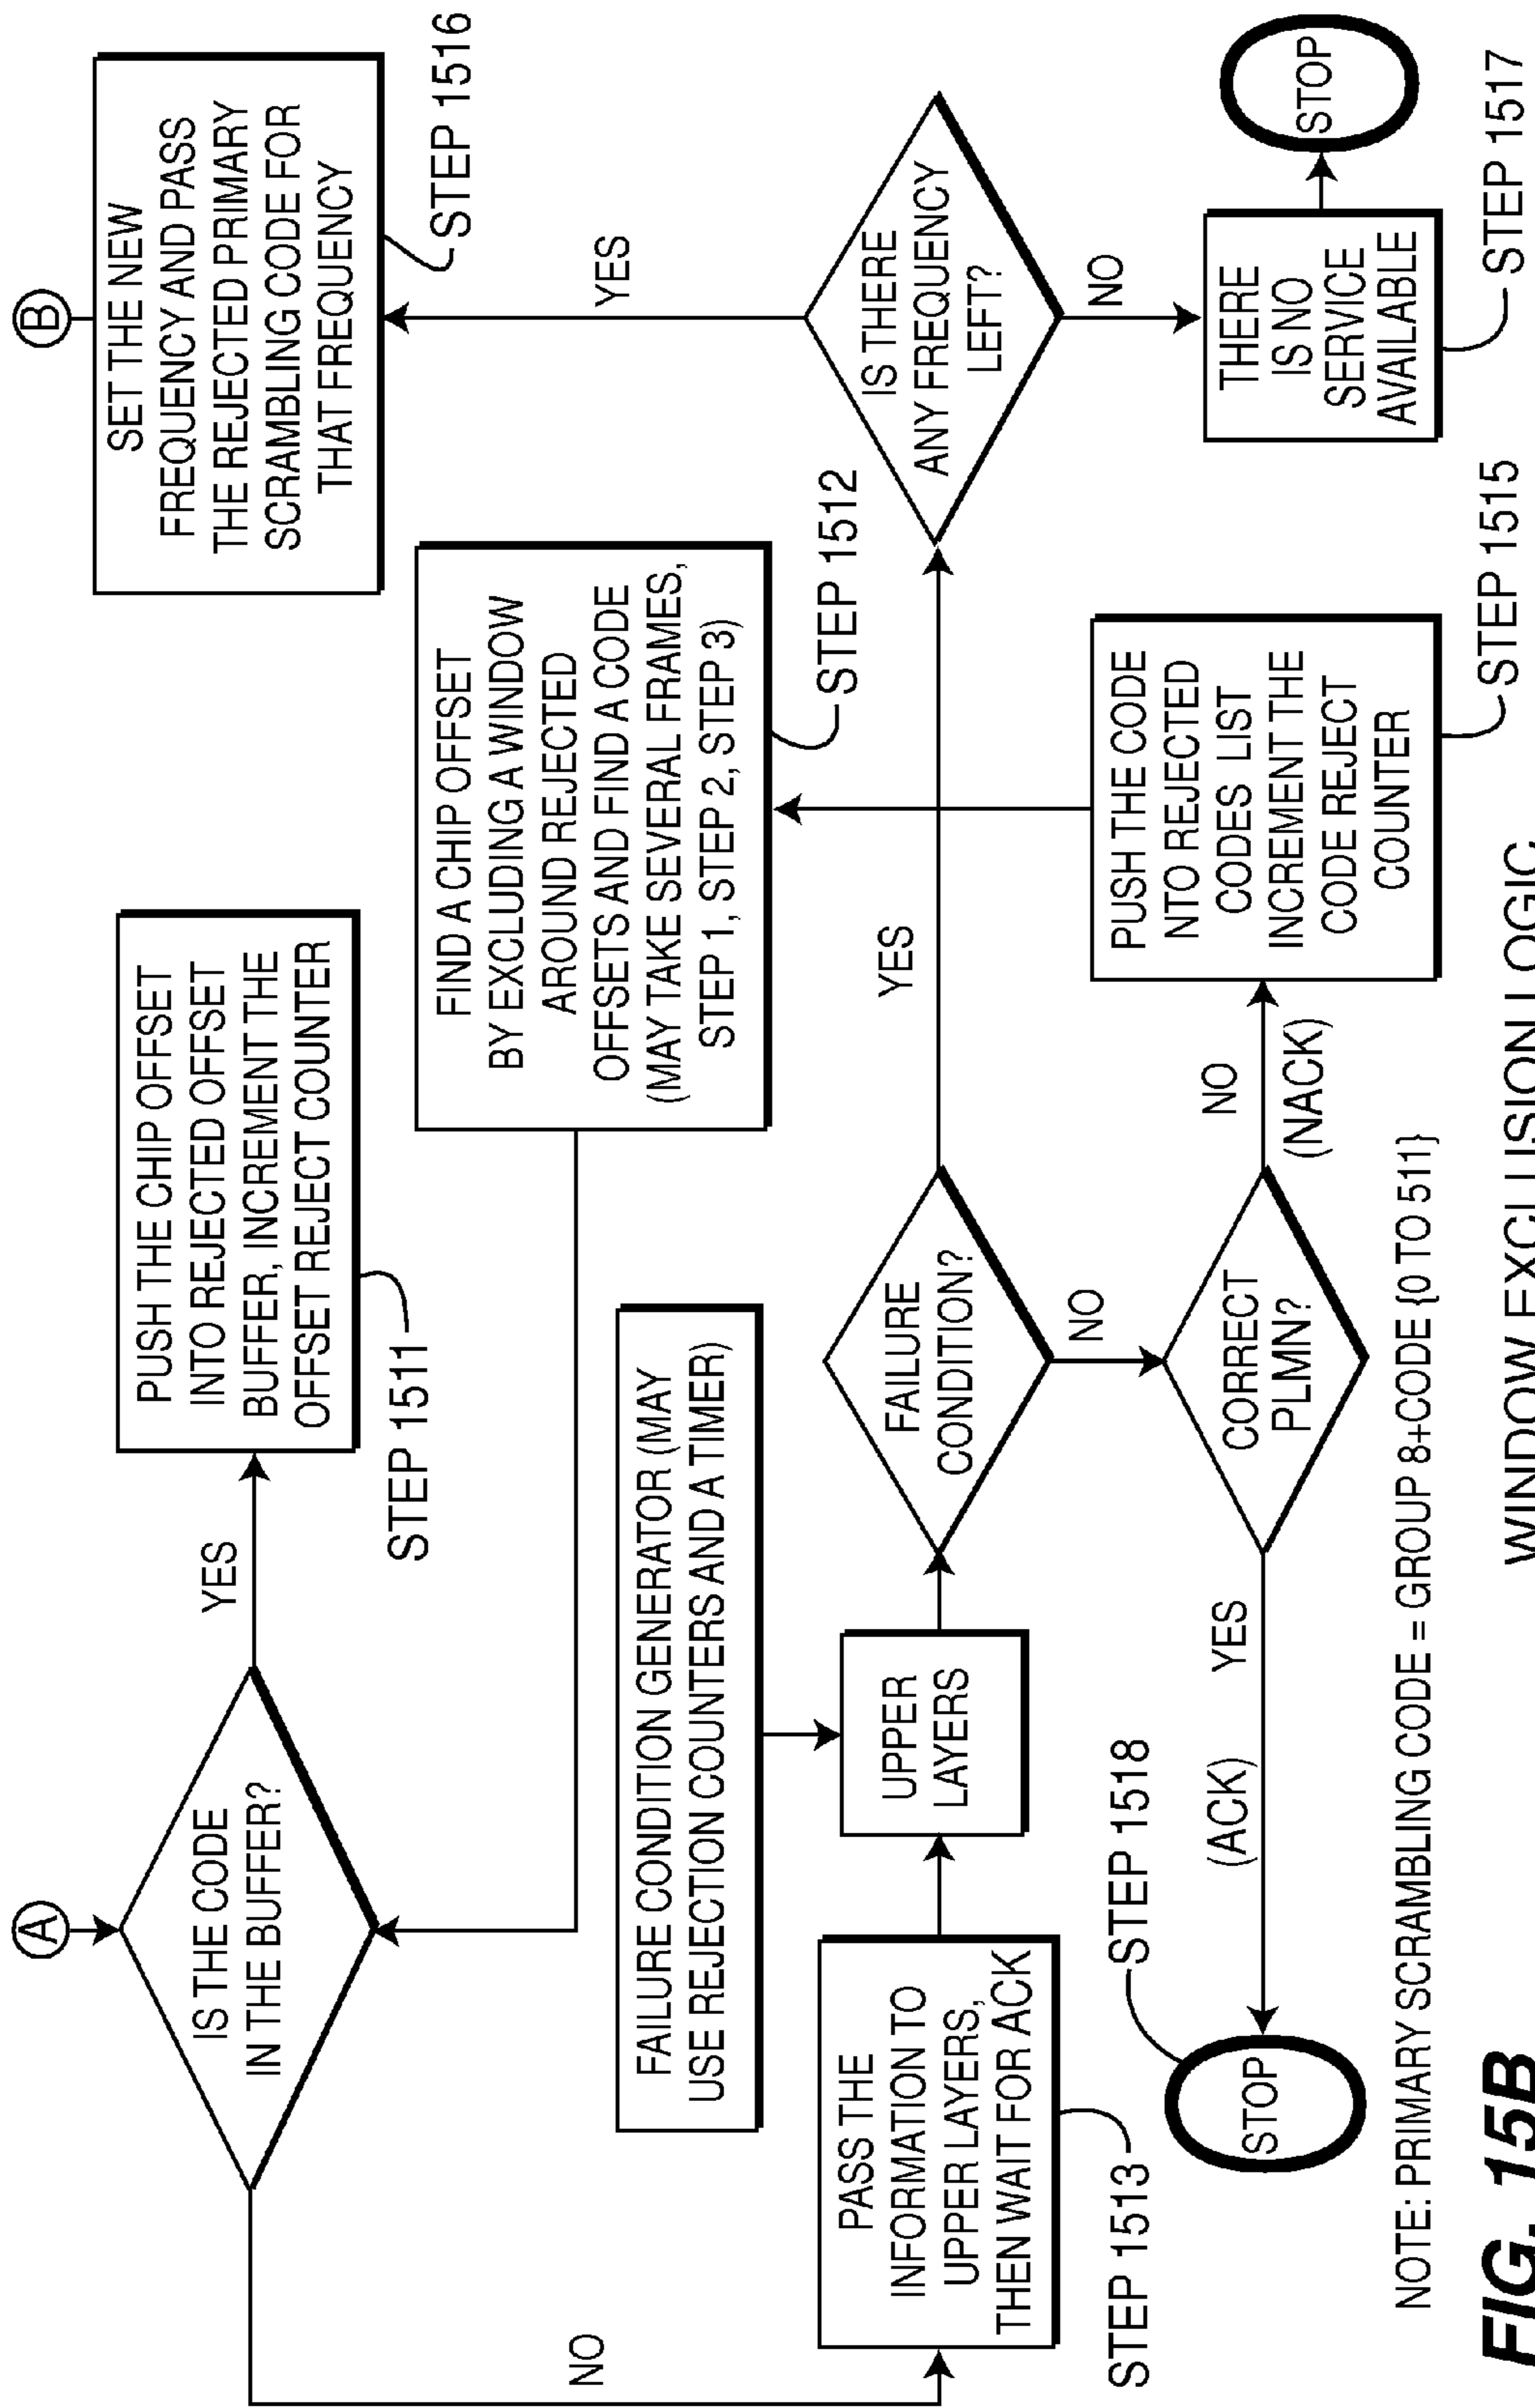 A
IS THE CODE
IN THE BUFFER?
YES
PUSH THE CHIP OFFSET
INTO REJECTED OFFSET
BUFFER, INCREMENT THE
OFFSET REJECT COUNTER
STEP 1511
B
SET THE NEW
FREQUENCY AND PASS
THE REJECTED PRIMARY
SCRAMBLING CODE FOR
THAT FREQUENCY
STEP 1516
FIND A CHIP OFFSET
BY EXCLUDING A WINDOW
AROUND REJECTED
OFFSETS AND FIND A CODE
(MAY TAKE SEVERAL FRAMES,
STEP 1, STEP 2, STEP 3)
STEP 1512
NO
FAILURE CONDITION GENERATOR (MAY
USE REJECTION COUNTERS AND A TIMER)
PASS THE
INFORMATION TO
UPPER LAYERS,
THEN WAIT FOR ACK
STEP 1513
UPPER
LAYERS
FAILURE
CONDITION?
YES
NO
IS THERE
ANY FREQUENCY
LEFT?
YES
NO
THERE
IS NO
SERVICE
AVAILABLE
STEP 1517
STOP
CORRECT
PLMN?
YES
(ACK)
STOP
STEP 1518
NO
(NACK)
PUSH THE CODE
NTO REJECTED
CODES LIST
INCREMENT THE
CODE REJECT
COUNTER
STEP 1515
NOTE: PRIMARY SCRAMBLING CODE = GROUP 8+CODE {0 TO 511}
WINDOW EXCLUSION LOGIC
FIG. 15B